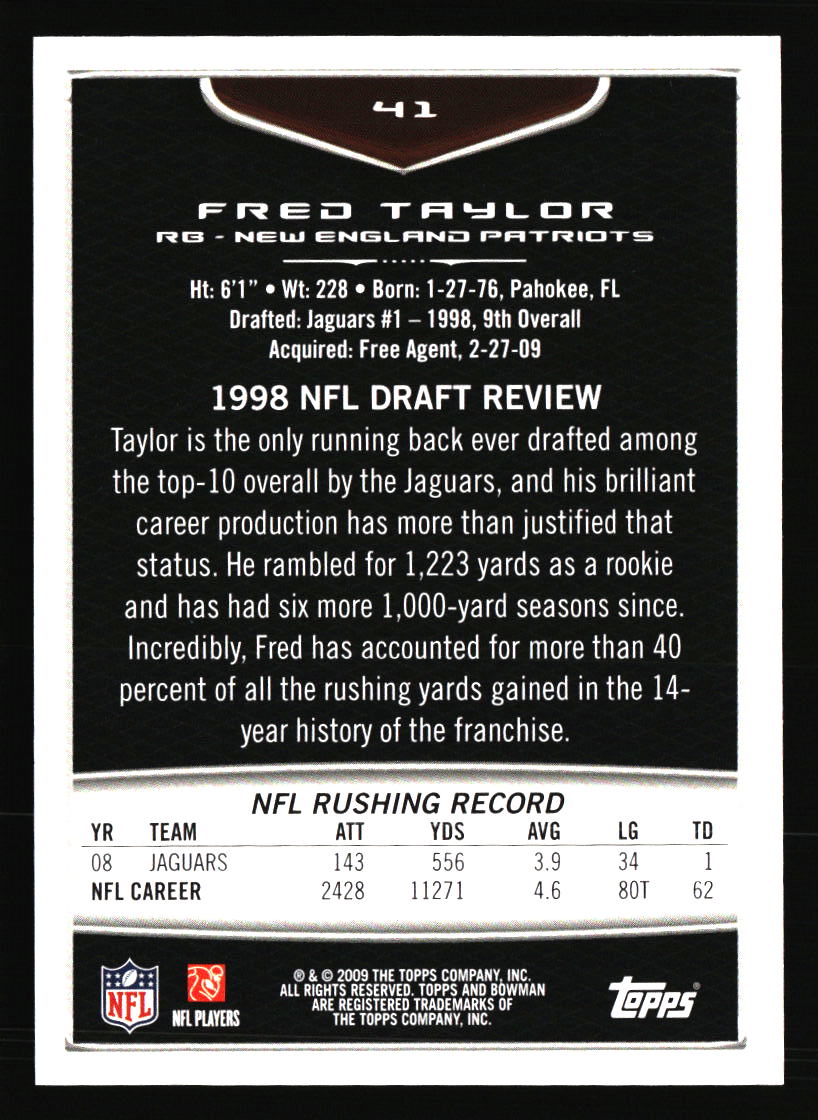 41
FRED TAYLOR
RB - NEW ENGLAND PATRIOTS
Ht: 6'1" • Wt: 228 • Born: 1-27-76, Pahokee, FL
Drafted: Jaguars #1 – 1998, 9th Overall
Acquired: Free Agent, 2-27-09
1998 NFL DRAFT REVIEW
Taylor is the only running back ever drafted among
the top-10 overall by the Jaguars, and his brilliant
career production has more than justified that
status. He rambled for 1,223 yards as a rookie
and has had six more 1,000-yard seasons since.
Incredibly, Fred has accounted for more than 40
percent of all the rushing yards gained in the 14-
year history of the franchise.
NFL RUSHING RECORD
YR TEAM ATT YDS AVG LG TD
08 JAGUARS 143 556 3.9 34 1
NFL CAREER 2428 11271 4.6 80T 62
® & © 2009 THE TOPPS COMPANY, INC.
ALL RIGHTS RESERVED. TOPPS AND BOWMAN
ARE REGISTERED TRADEMARKS OF
THE TOPPS COMPANY, INC.
NFL
NFL PLAYERS
Topps®